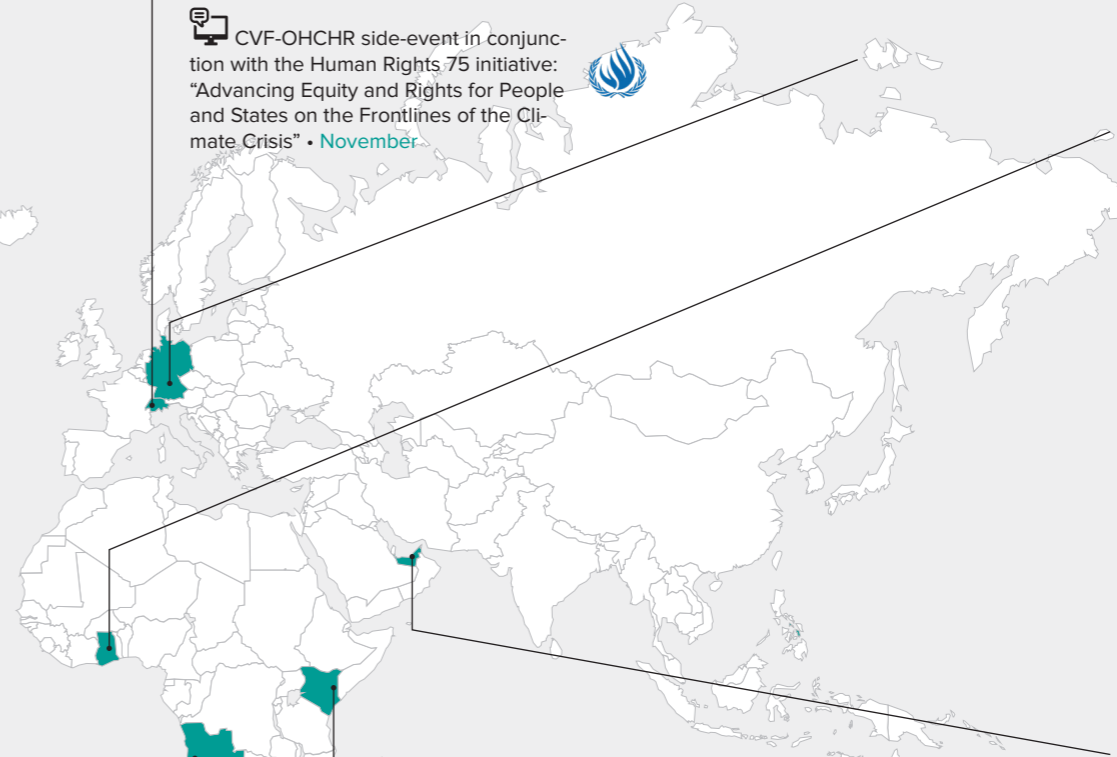 CVF-OHCHR side-event in conjunc-
tion with the Human Rights 75 initiative:
“Advancing Equity and Rights for People
and States on the Frontlines of the Cli-
mate Crisis” • November